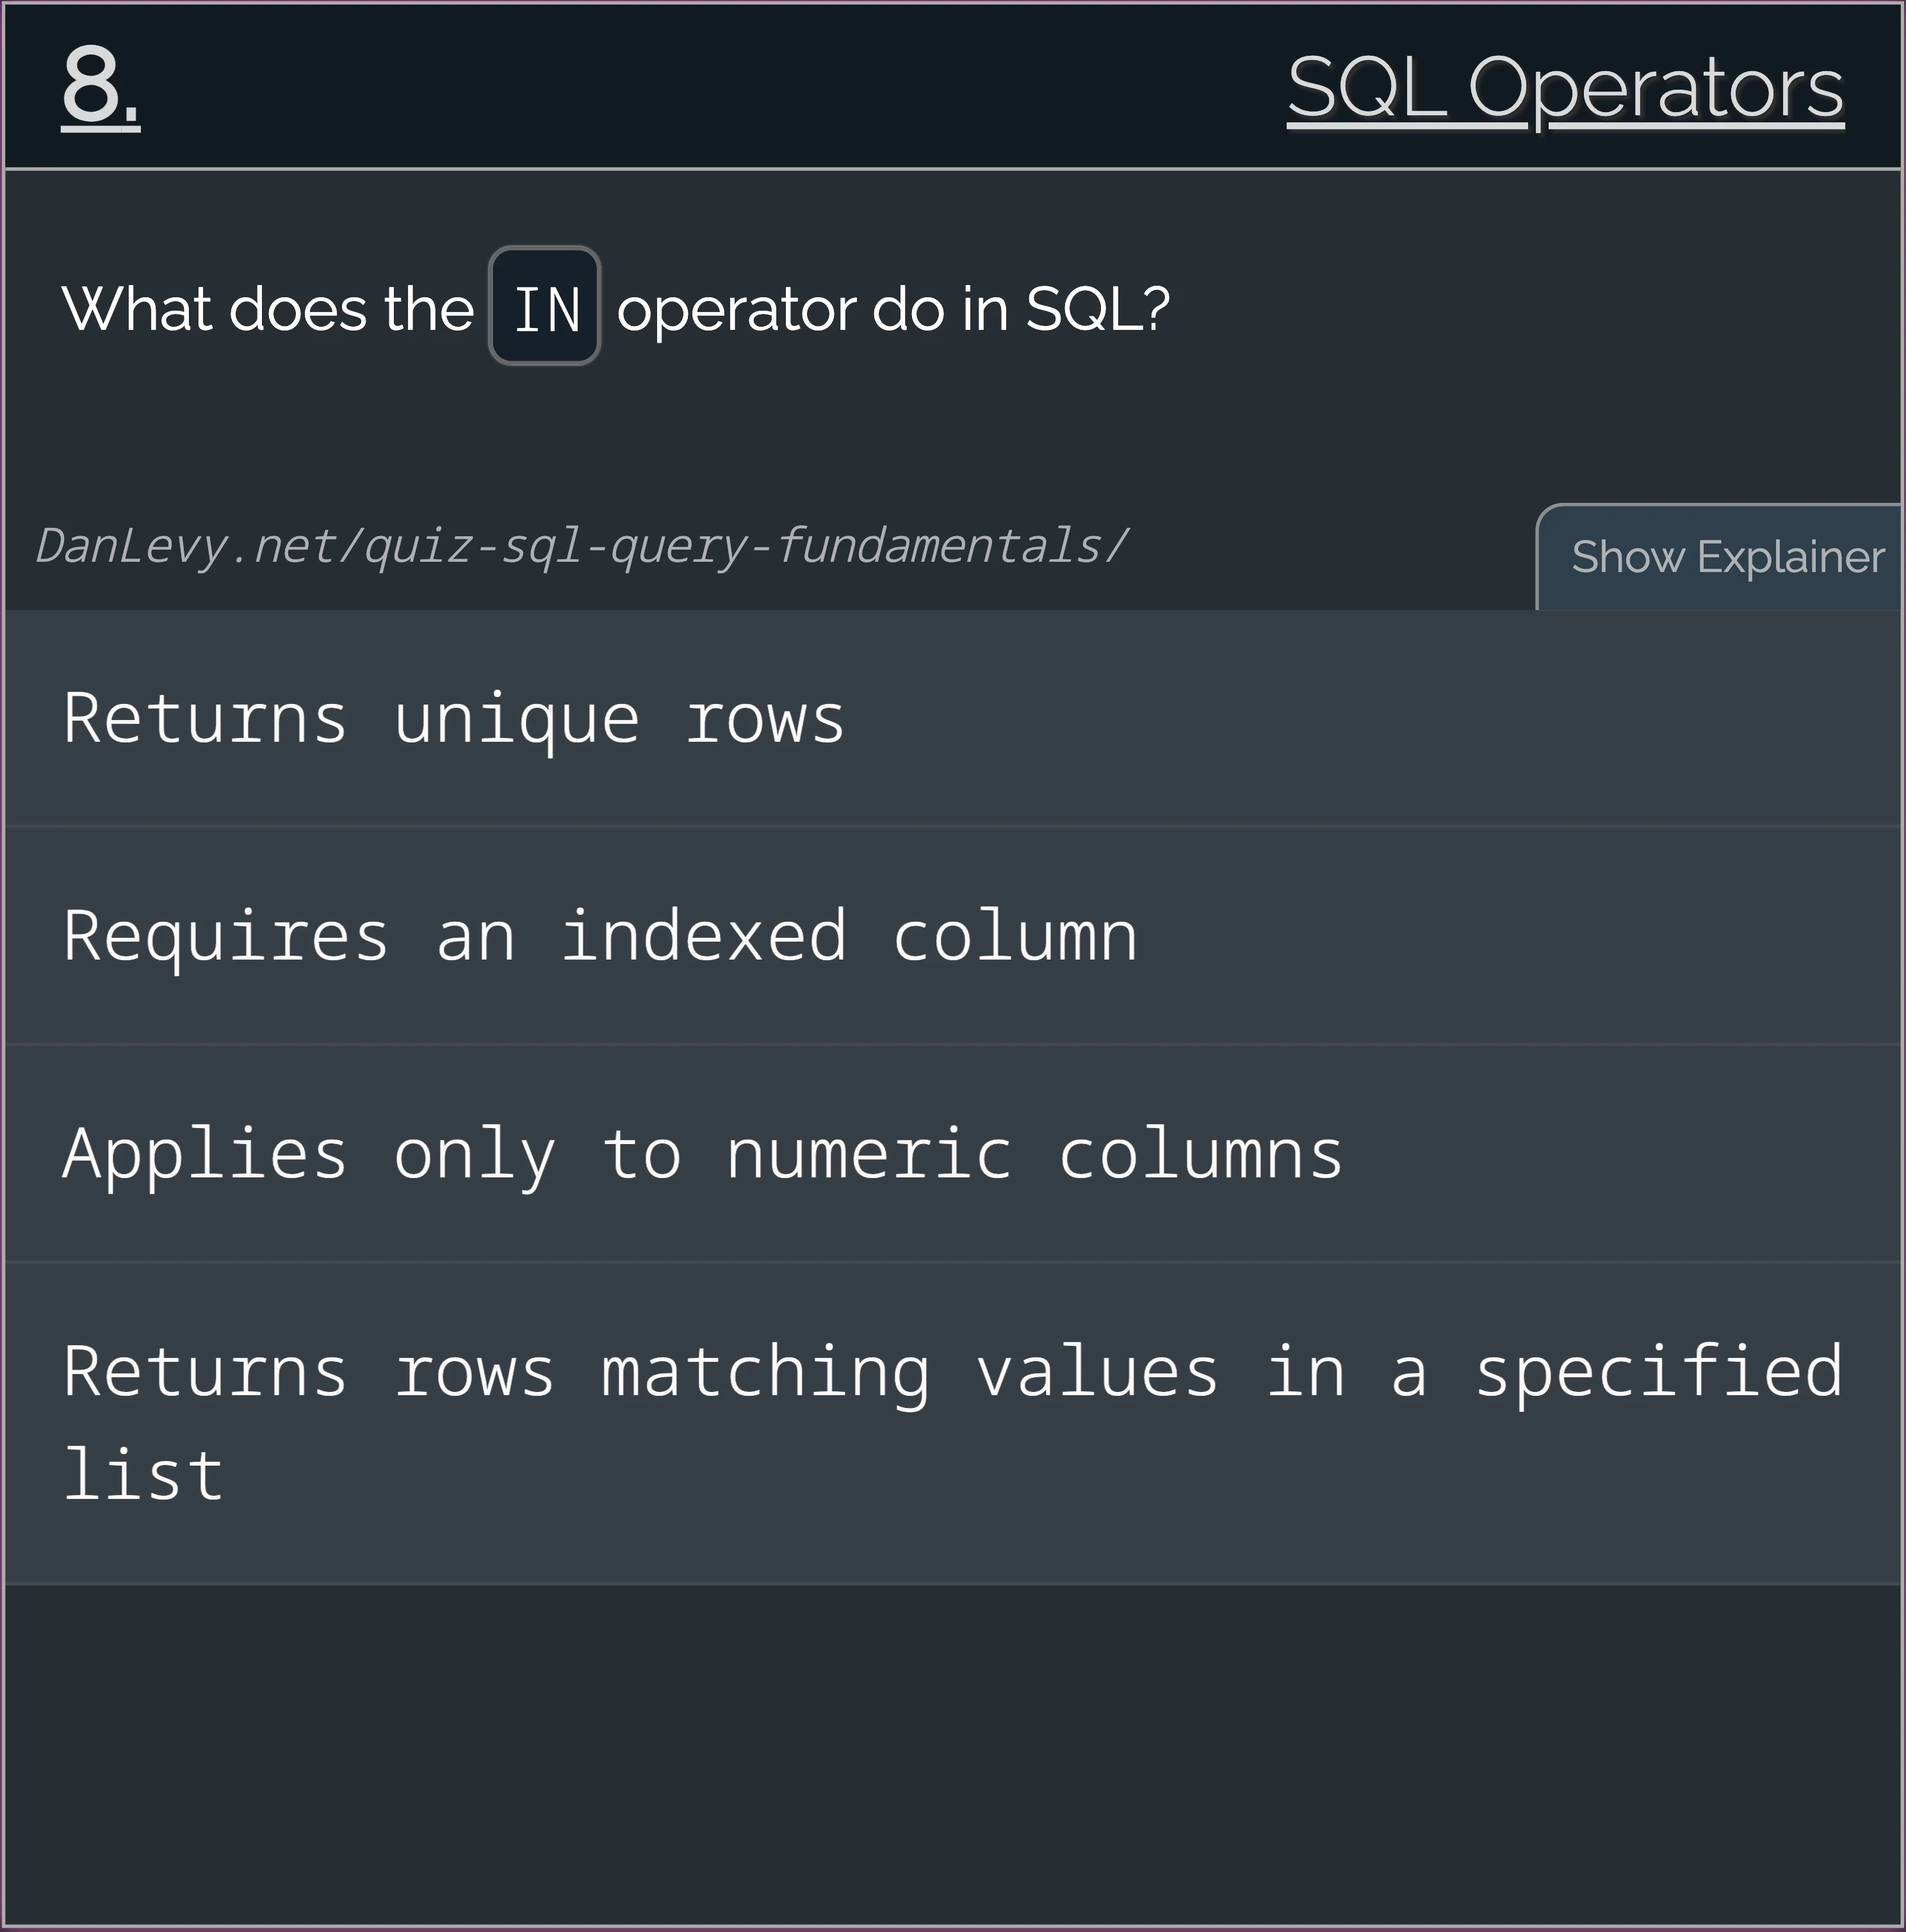 8.
SQL Operators
What does the IN operator do in SQL?
DanLevy.net/quiz-sql-query-fundamentals/
Show Explainer
Returns unique rows
Requires an indexed column
Applies only to numeric columns
Returns rows matching values in a specified
list